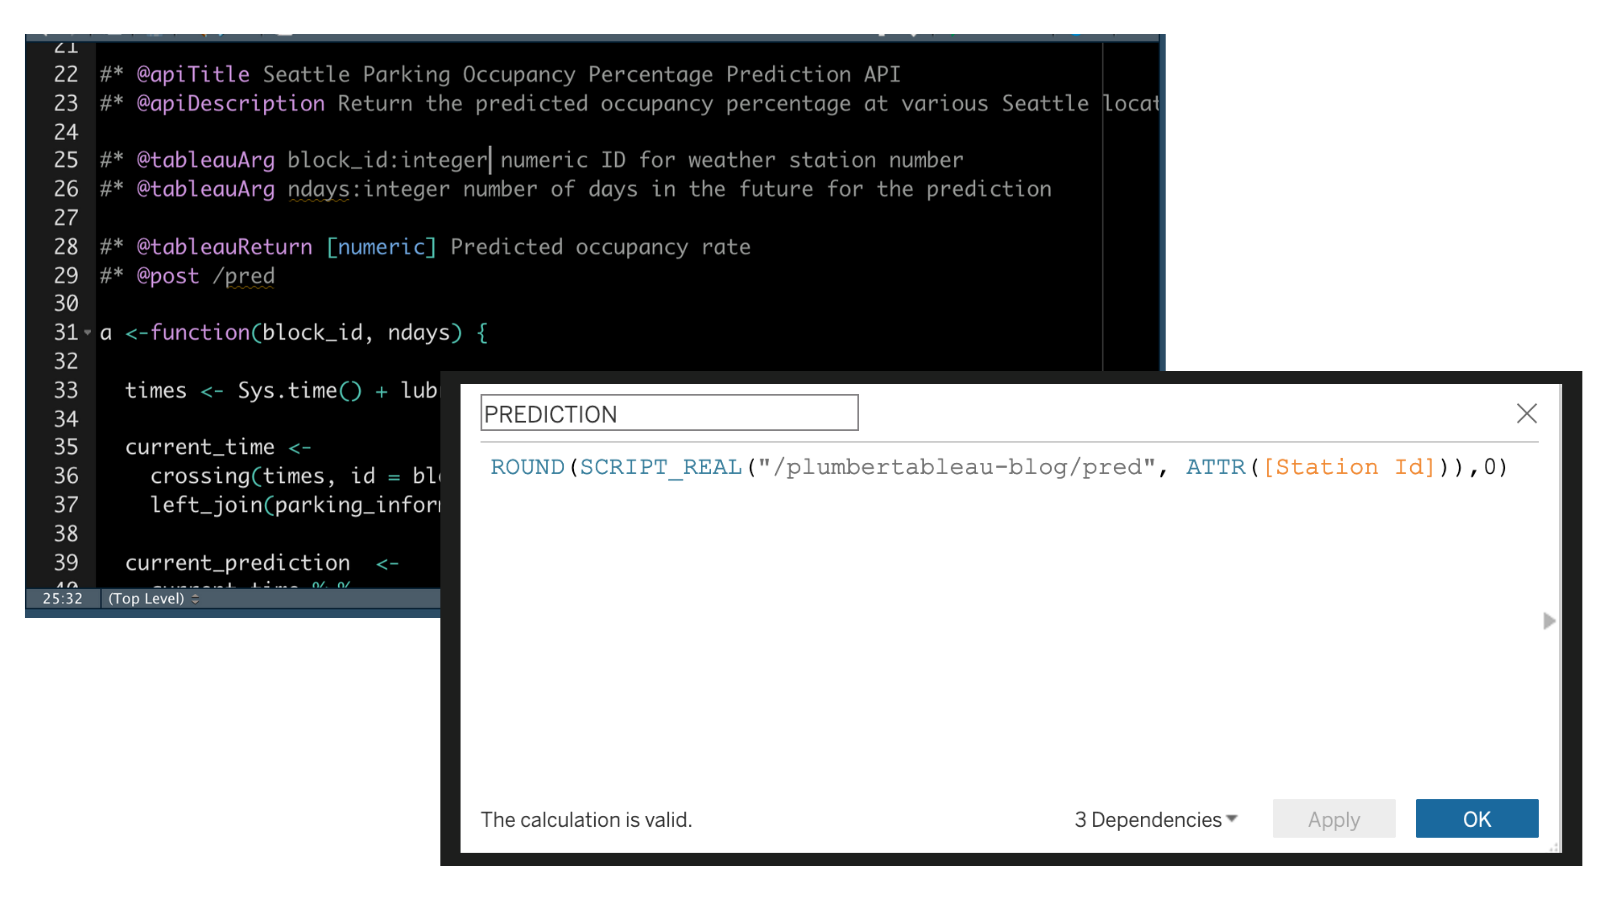 21
22 #* @apiTitle Seattle Parking Occupancy Percentage Prediction API
23 #* @apiDescription Return the predicted occupancy percentage at various Seattle locat
24
25 #* @tableauArg block_id:integer numeric ID for weather station number
26 #* @tableauArg ndays:integer number of days in the future for the prediction
27
28 #* @tableauReturn [numeric] Predicted occupancy rate
29 #* @post /pred
30
31 a <-function(block_id, ndays) {
32
33 times <- Sys.time() + lub
34
35 current_time <-
36 crossing(times, id = bl
37 left_join(parking_infor
38
39 current_prediction <-
40 current_time %>%
25:32 (Top Level)
PREDICTION
ROUND(SCRIPT_REAL("/plumbertableau-blog/pred", ATTR([Station Id])),0)
The calculation is valid.
3 Dependencies
Apply
OK